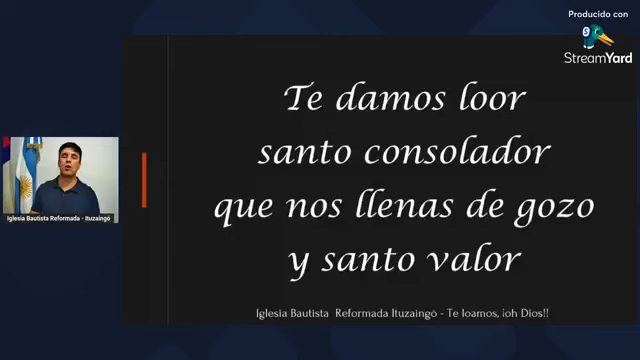 Producido con
StreamYard
Te damos loor
santo consolador
que nos llenas de gozo
y santo valor
Iglesia Bautista Reformada - Ituzaingó
Iglesia Bautista Reformada Ituzaingó - Te loamos, ¡oh Dios!!